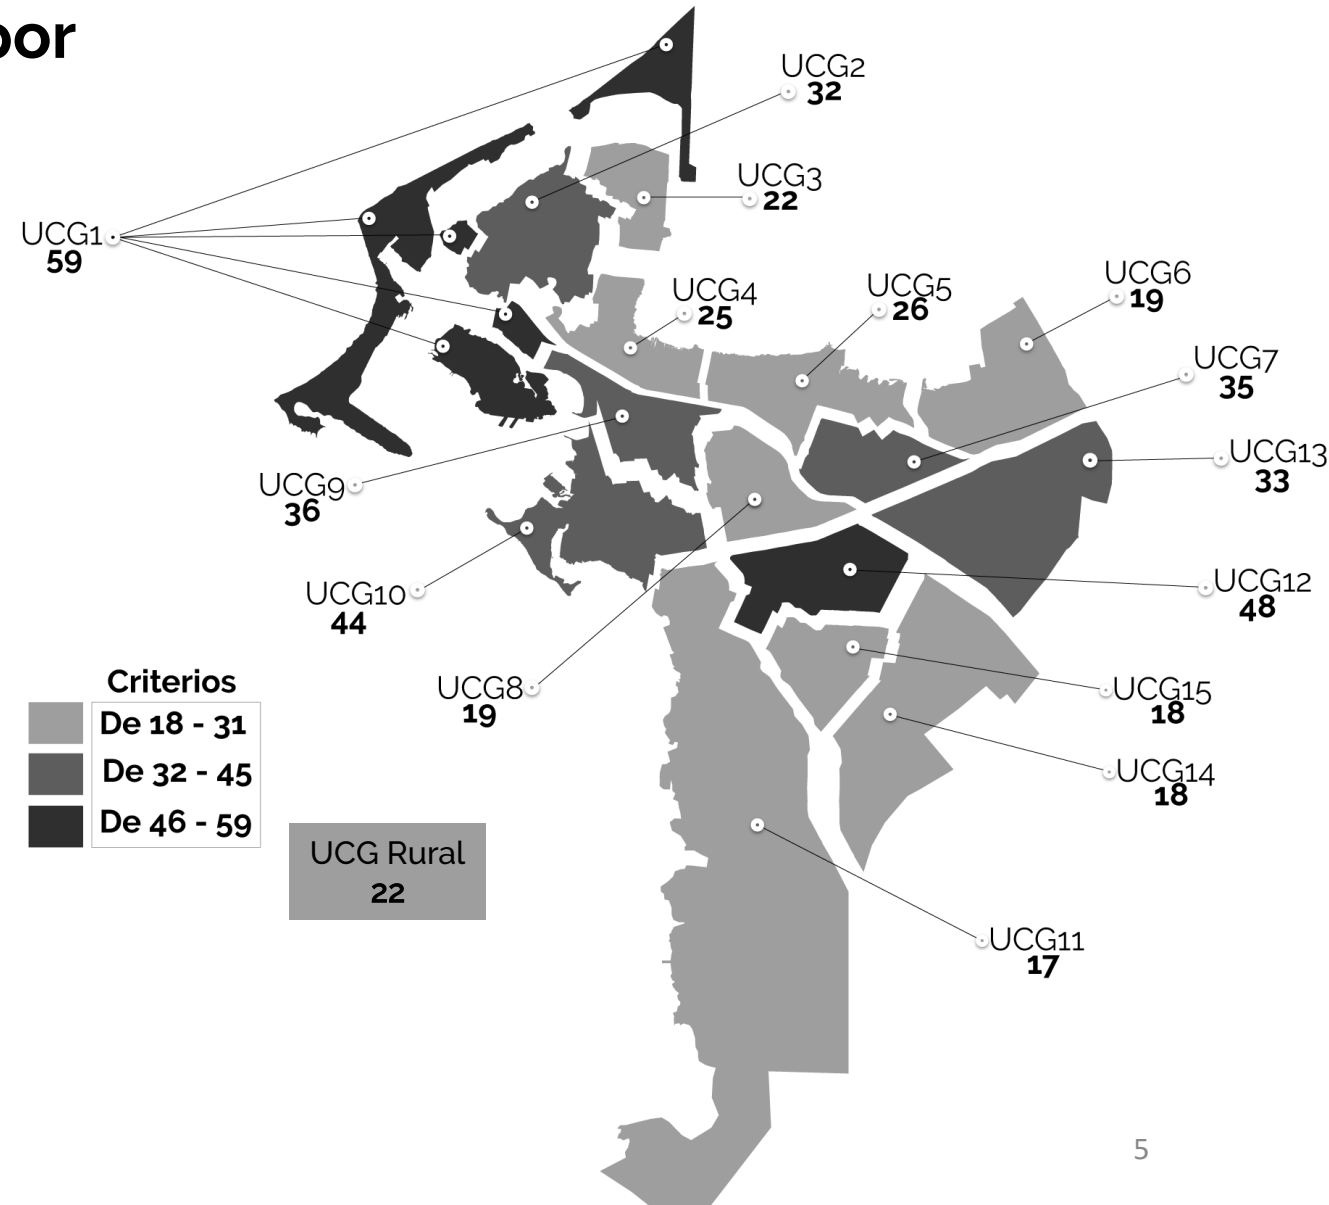 por
UCG2
32
UCG3
22
UCG1
59
UCG4
25
UCG5
26
UCG6
19
UCG7
35
UCG13
33
UCG9
36
UCG10
44
UCG12
48
UCG8
19
UCG15
18
UCG14
18
Criterios
De 18 - 31
De 32 - 45
De 46 - 59
UCG Rural
22
UCG11
17
5